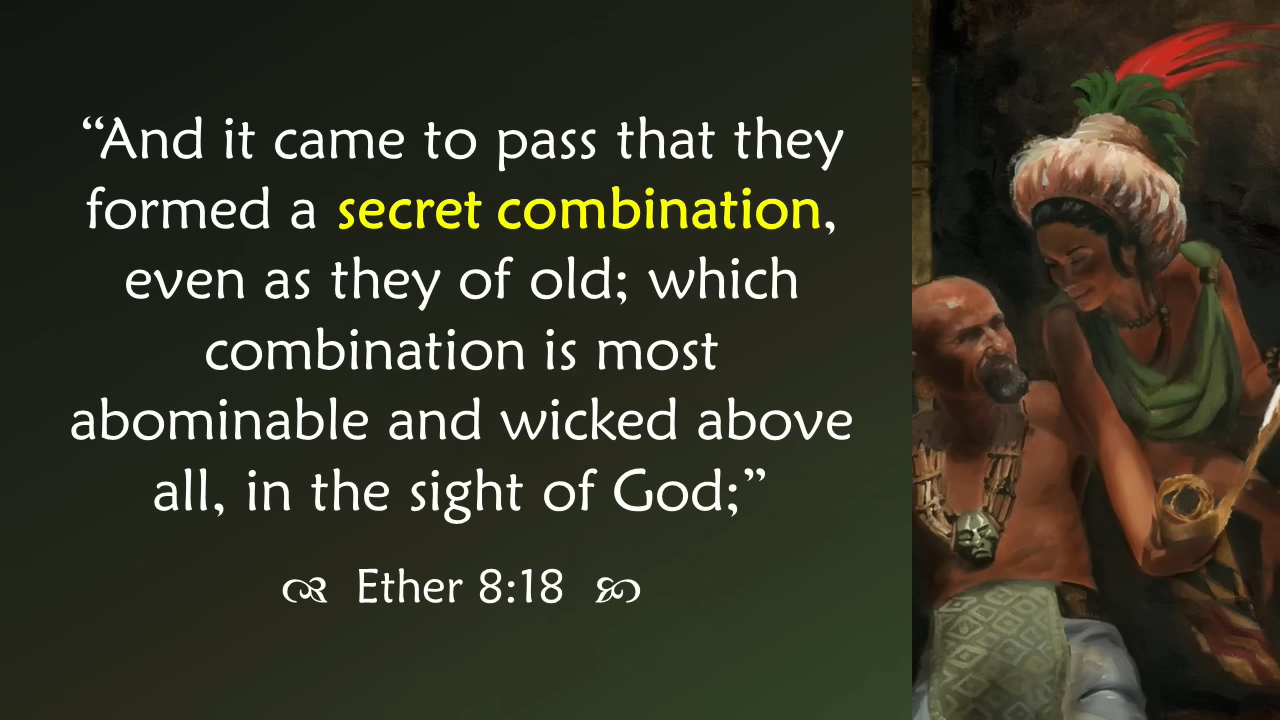 “And it came to pass that they
formed a secret combination,
even as they of old; which
combination is most
abominable and wicked above
all, in the sight of God;”
Ether 8:18